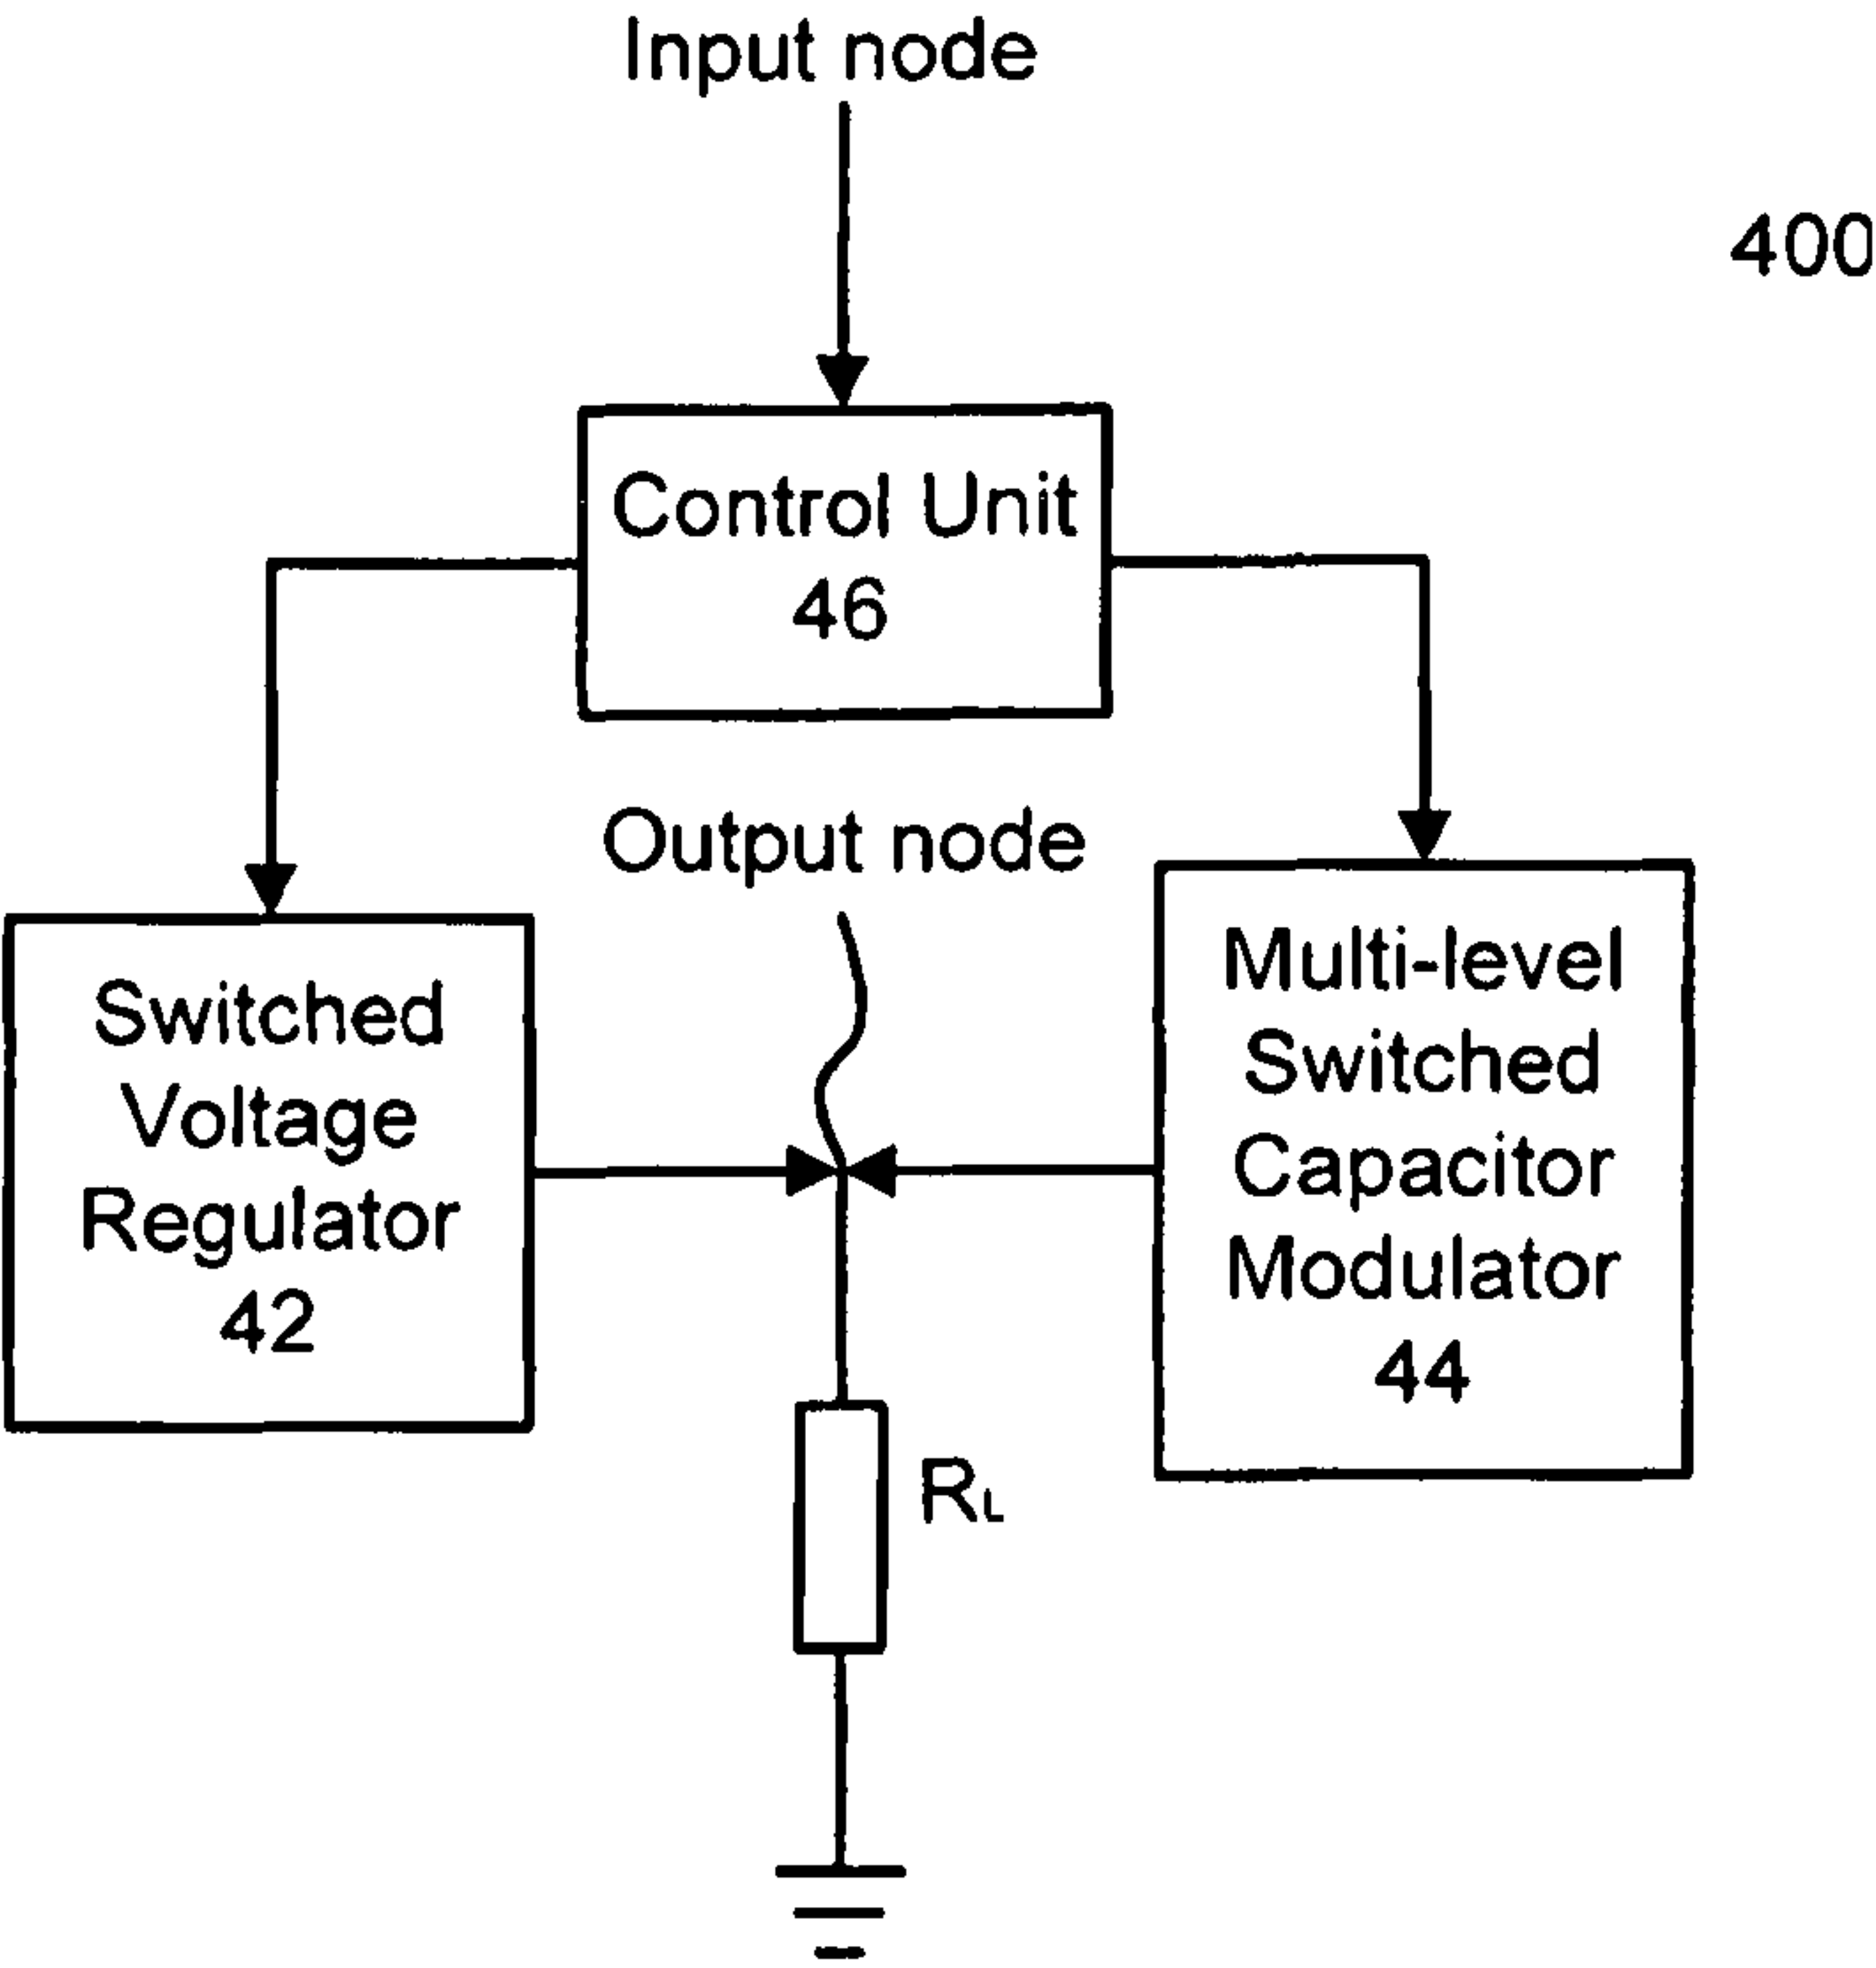 Input node
400
Control Unit
46
Output node
Switched
Voltage
Regulator
42
Multi-level
Switched
Capacitor
Modulator
44
RL